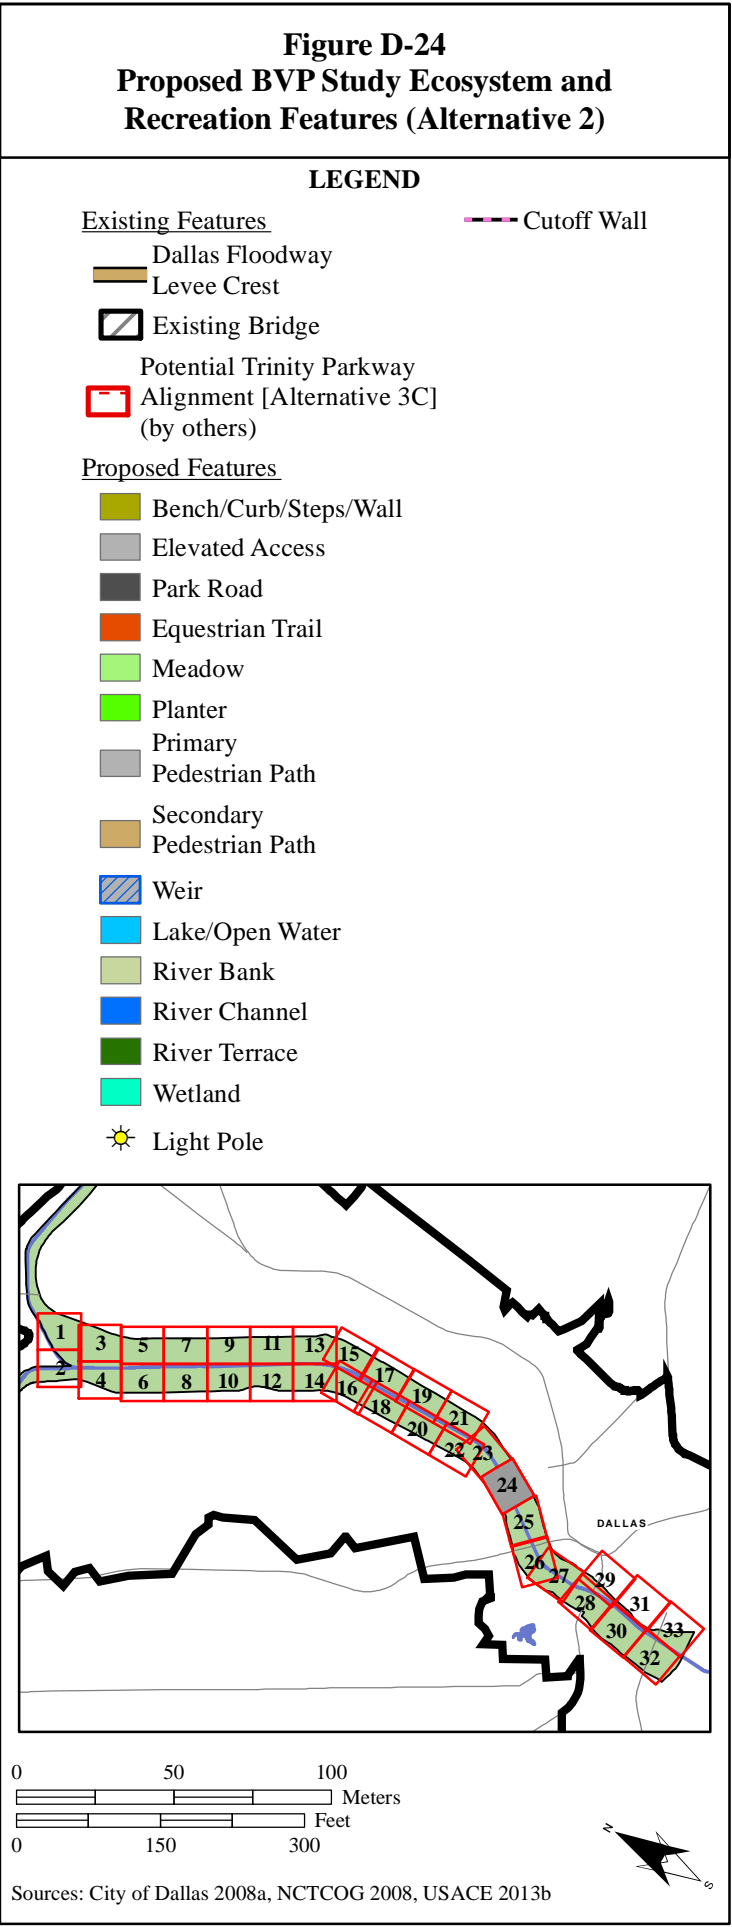 Figure D-24
Proposed BVP Study Ecosystem and
Recreation Features (Alternative 2)
LEGEND
Existing Features
Cutoff Wall
Dallas Floodway
Levee Crest
Existing Bridge
Potential Trinity Parkway
Alignment [Alternative 3C]
(by others)
Proposed Features
Bench/Curb/Steps/Wall
Elevated Access
Park Road
Equestrian Trail
Meadow
Planter
Primary
Pedestrian Path
Secondary
Pedestrian Path
Weir
Lake/Open Water
River Bank
River Channel
River Terrace
Wetland
Light Pole
1
3
5
7
9
11
13
15
2
4
6
8
10
12
14
16
17
18
19
20
21
22
23
24
25
DALLAS
26
27
28
29
30
31
32
33
0 50 100
Meters
Feet
0 150 300
N
S
Sources: City of Dallas 2008a, NCTCOG 2008, USACE 2013b